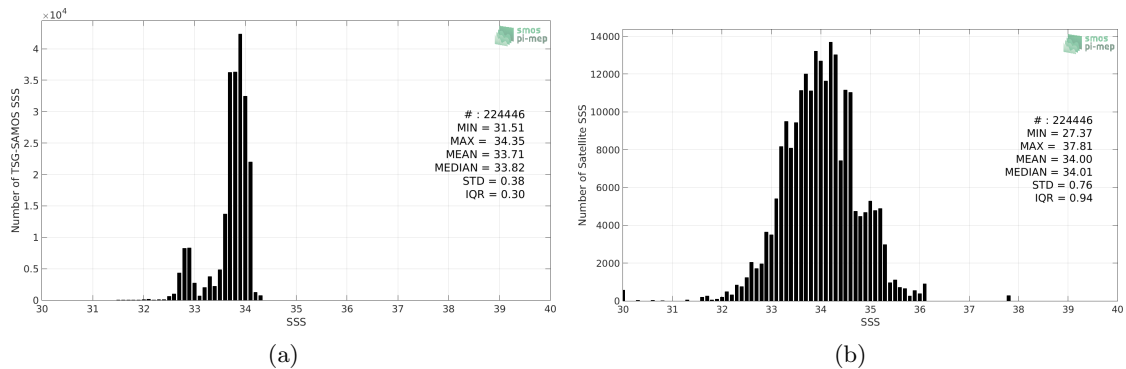 ×10⁴
Number of TSG-SAMOS SSS
4
3.5
3
2.5
2
1.5
1
0.5
0
30 31 32 33 34 35 36 37 38 39 40
SSS
smos
pi-mep
# : 224446
MIN = 31.51
MAX = 34.35
MEAN = 33.71
MEDIAN = 33.82
STD = 0.38
IQR = 0.30
(a)
Number of Satellite SSS
14000
12000
10000
8000
6000
4000
2000
0
30 31 32 33 34 35 36 37 38 39 40
SSS
smos
pi-mep
# : 224446
MIN = 27.37
MAX = 37.81
MEAN = 34.00
MEDIAN = 34.01
STD = 0.76
IQR = 0.94
(b)